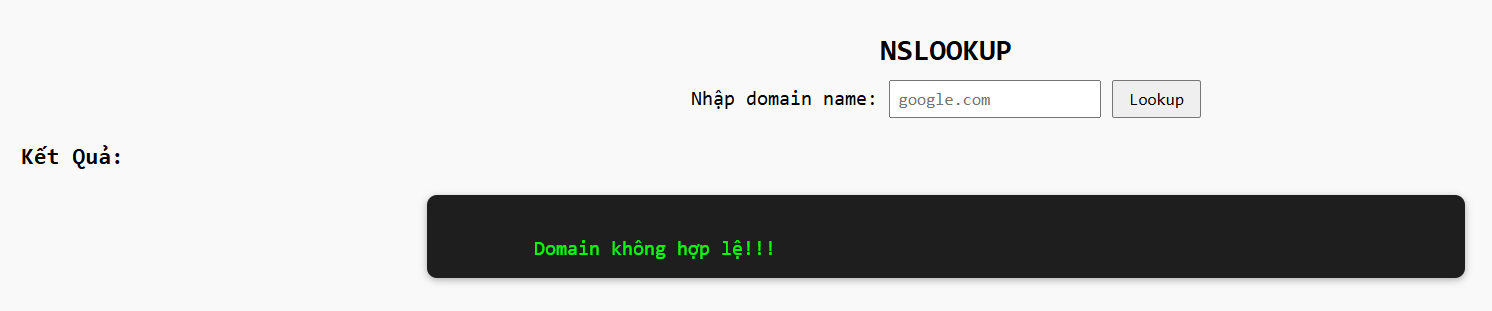 NSLOOKUP
Nhập domain name: google.com Lookup
Kết Quả:
Domain không hợp lệ!!!